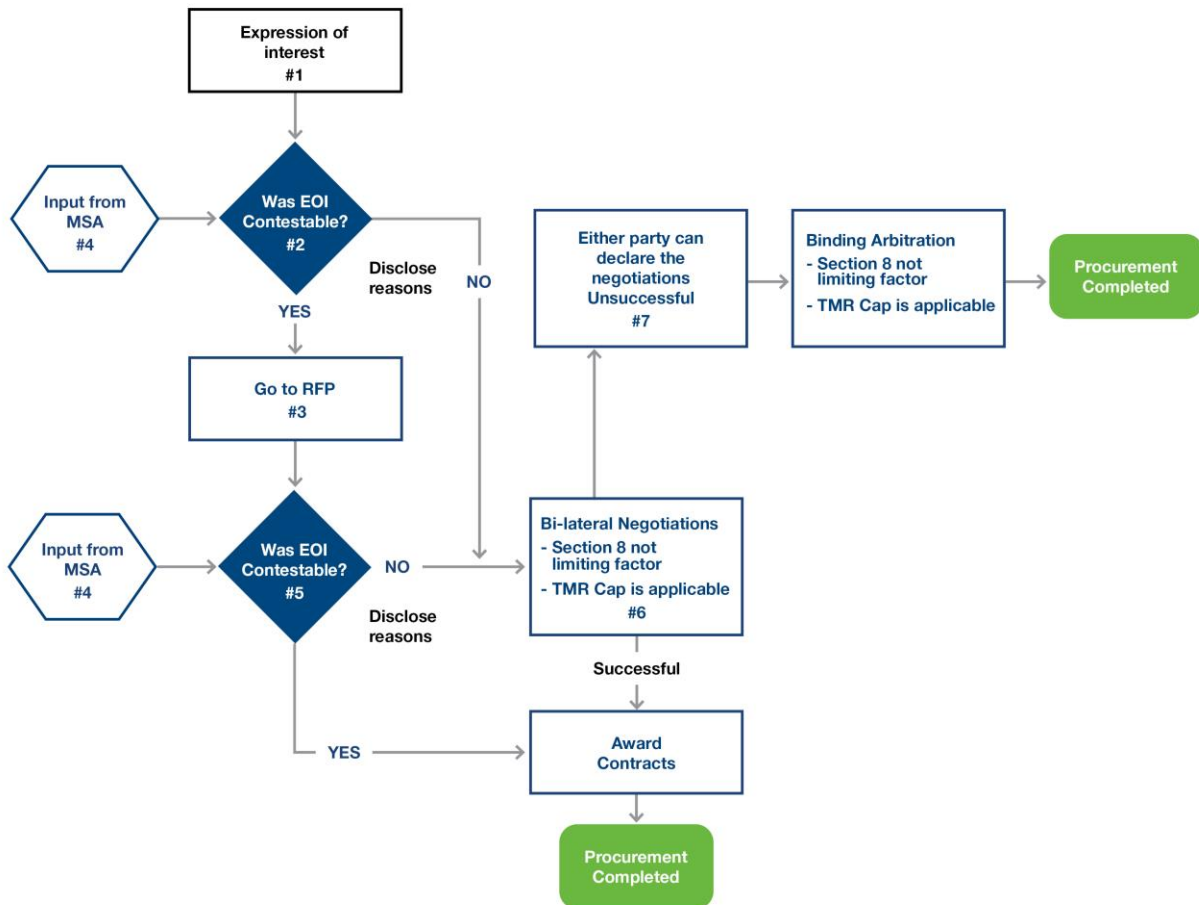 Expression of
interest
#1
Input from
MSA
#4
Was EOI
Contestable?
#2
Disclose
reasons
NO
YES
Either party can
declare the
negotiations
Unsuccessful
#7
Binding Arbitration
- Section 8 not
limiting factor
- TMR Cap is applicable
Procurement
Completed
Go to RFP
#3
Input from
MSA
#4
Was EOI
Contestable?
#5
NO
Disclose
reasons
Bi-lateral Negotiations
- Section 8 not
limiting factor
- TMR Cap is applicable
#6
Successful
YES
Award
Contracts
Procurement
Completed